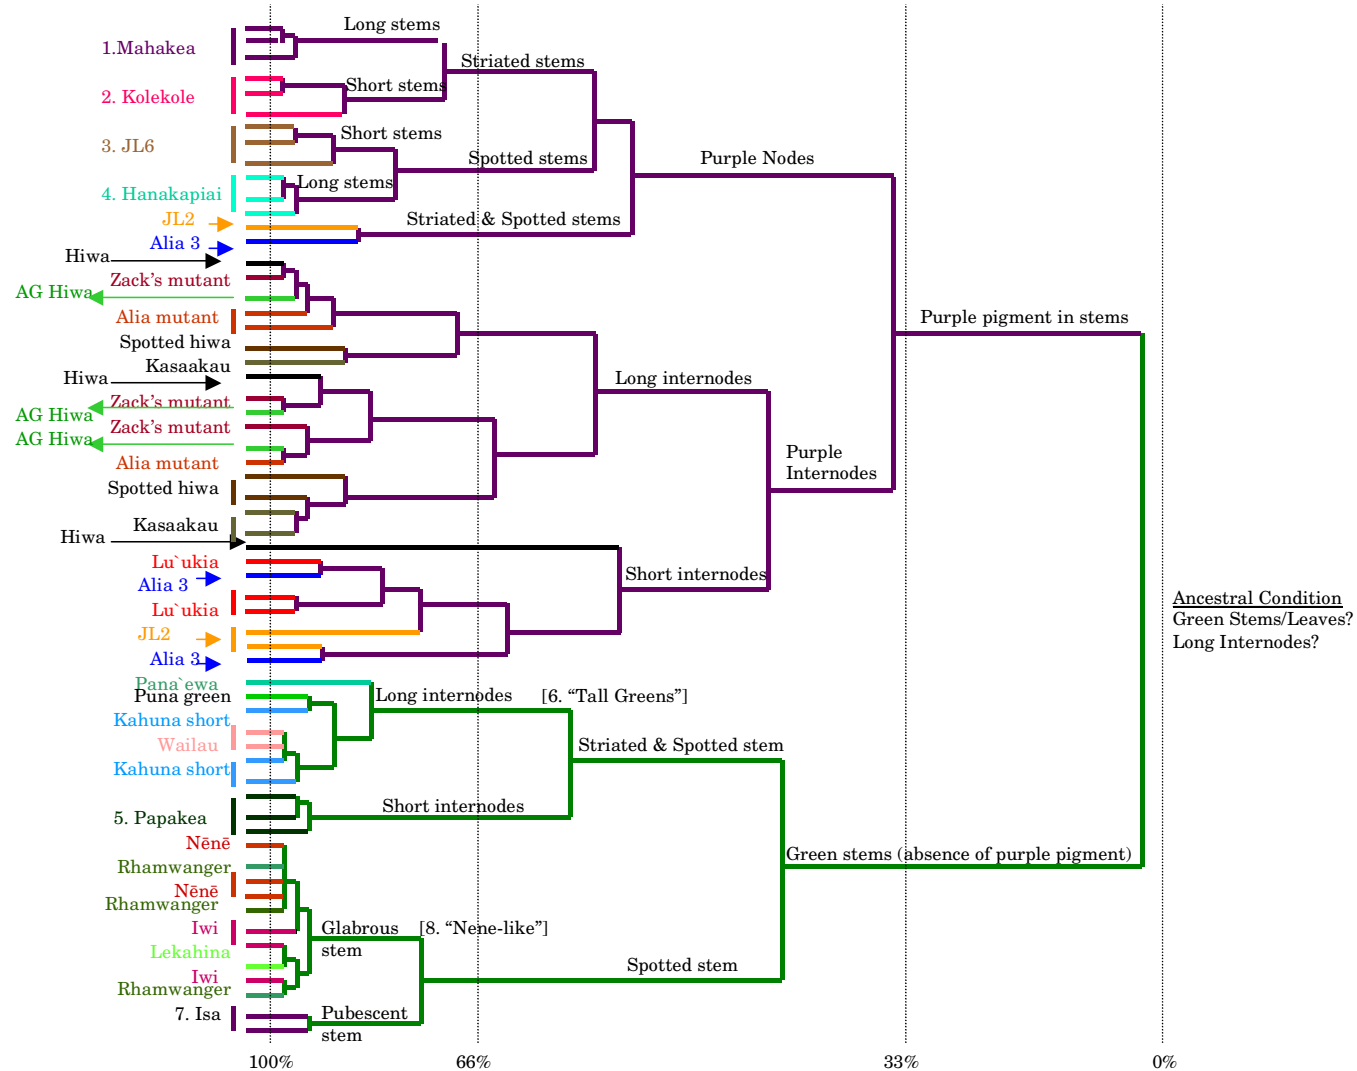 Long stems
1.Mahakea
Striated stems
Short stems
2. Kolekole
Short stems
3. JL6
Spotted stems
Purple Nodes
Long stems
4. Hanakapiai
JL2
Striated & Spotted stems
Alia 3
Hiwa
Zack's mutant
AG Hiwa
Alia mutant
Purple pigment in stems
Spotted hiwa
Kasaakau
Hiwa
Long internodes
Zack's mutant
AG Hiwa
Zack's mutant
AG Hiwa
Purple
Internodes
Alia mutant
Spotted hiwa
Kasaakau
Hiwa
Lu`ukia
Short internodes
Alia 3
Lu`ukia
Ancestral Condition
Green Stems/Leaves?
Long Internodes?
JL2
Alia 3
Pana`ewa
Puna green
Long internodes
[6. “Tall Greens”]
Kahuna short
Wailau
Striated & Spotted stem
Kahuna short
Short internodes
5. Papakea
Nēnē
Green stems (absence of purple pigment)
Rhamwanger
Nēnē
Rhamwanger
Iwi
Glabrous
stem
[8. “Nene-like”]
Lekahina
Spotted stem
Iwi
Rhamwanger
7. Isa
Pubescent
stem
100%
66%
33%
0%